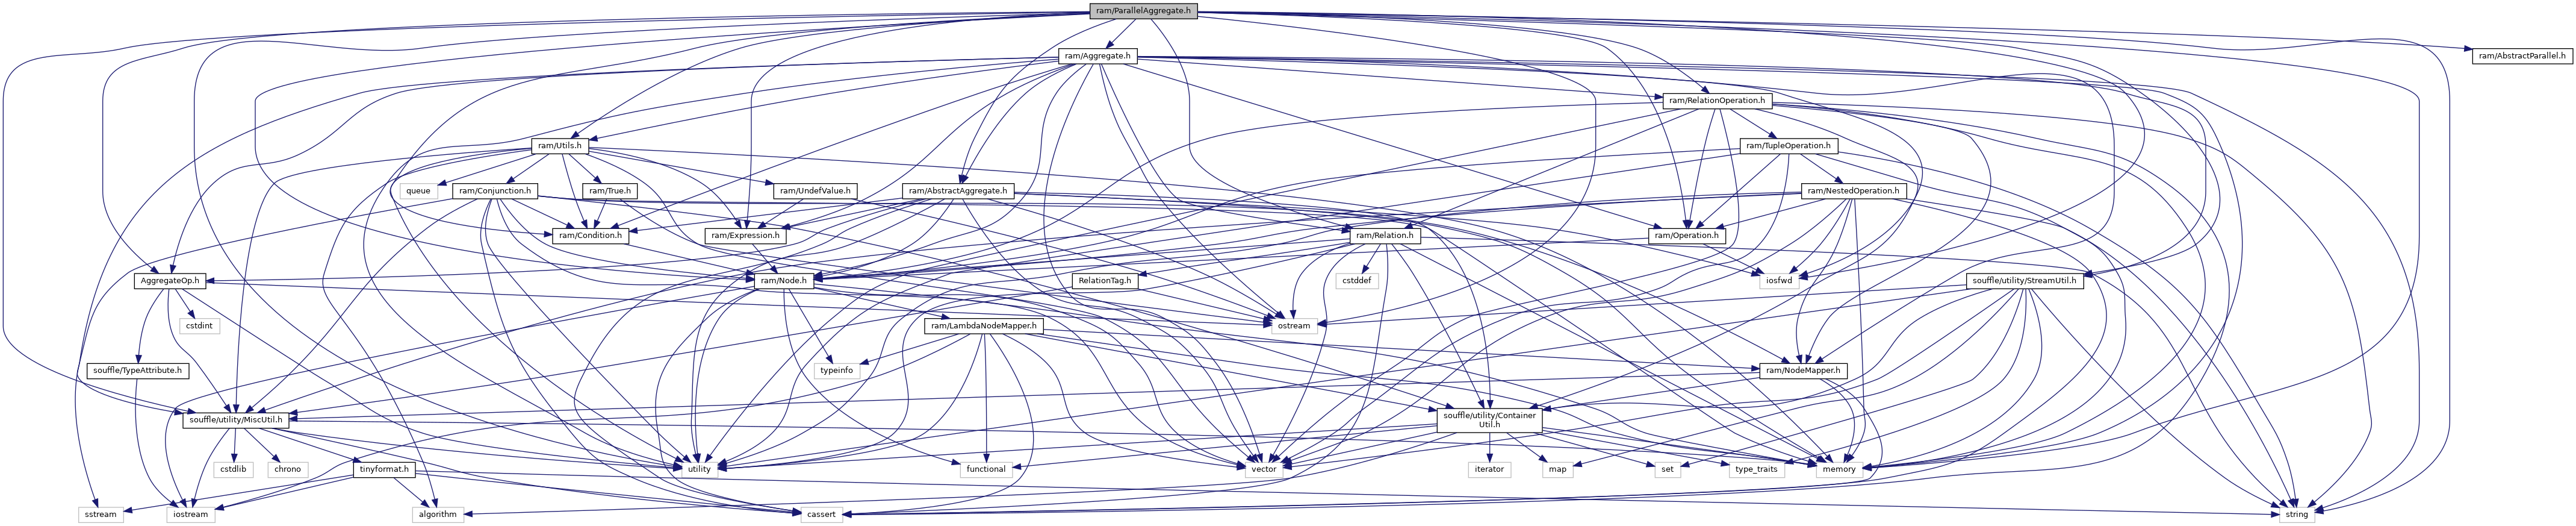 ram/ParallelAggregate.h
ram/Aggregate.h
ram/AbstractParallel.h
ram/RelationOperation.h
ram/Utils.h
ram/TupleOperation.h
queue
ram/Conjunction.h
ram/True.h
ram/UndefValue.h
ram/AbstractAggregate.h
ram/NestedOperation.h
ram/Condition.h
ram/Expression.h
ram/Relation.h
ram/Operation.h
AggregateOp.h
ram/Node.h
RelationTag.h
cstddef
iosfwd
souffle/utility/StreamUtil.h
cstdint
ram/LambdaNodeMapper.h
ostream
souffle/TypeAttribute.h
typeinfo
ram/NodeMapper.h
souffle/utility/MiscUtil.h
souffle/utility/Container
Util.h
cstdlib
chrono
tinyformat.h
utility
functional
vector
iterator
map
set
type_traits
memory
sstream
iostream
algorithm
cassert
string